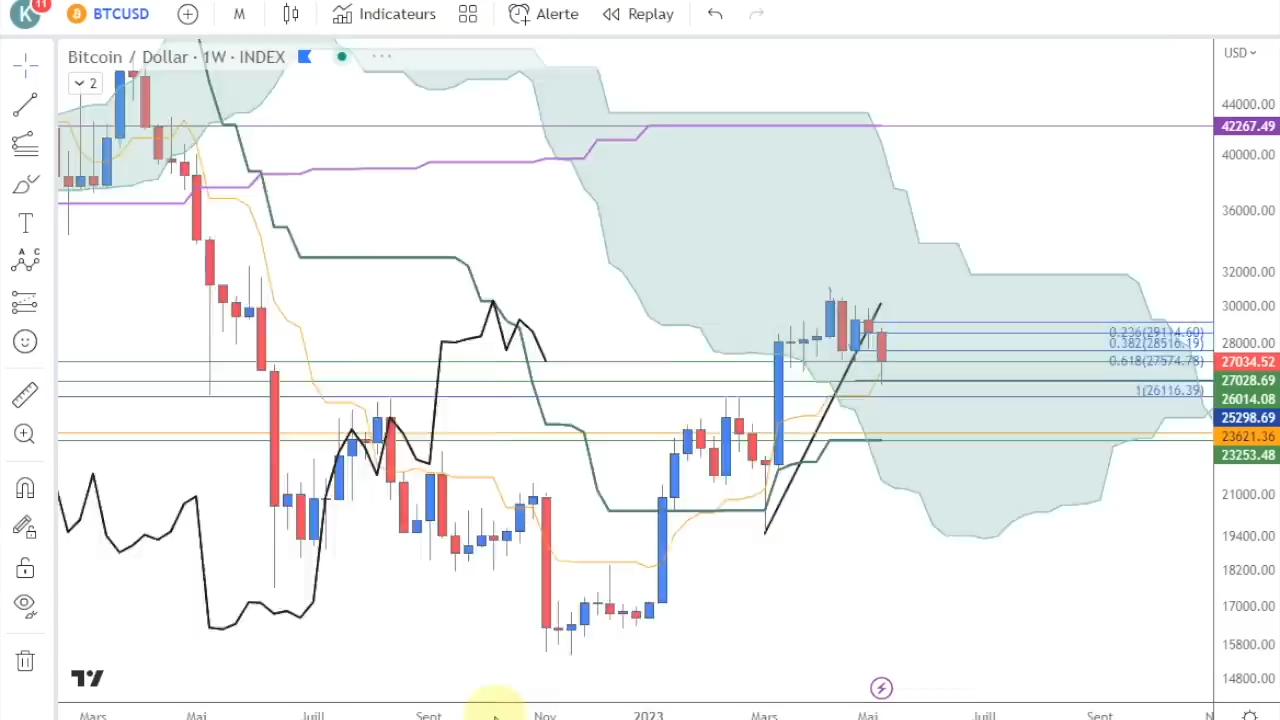 K
11
BTCUSD
M
Indicateurs
Alerte
Replay
Bitcoin / Dollar · 1W · INDEX
2
USD
44000.00
42267.49
40000.00
36000.00
32000.00
30000.00
28000.00
0.236(29114.60)
0.382(28516.19)
0.618(27574.78)
1(26116.39)
27034.52
27028.69
26014.08
25298.69
23621.36
23253.48
21000.00
19400.00
18200.00
17000.00
15800.00
14800.00
T
A C
B
Mars
Mai
Juill
Sept
Nov
2023
Mars
Mai
Juill
Sept
N